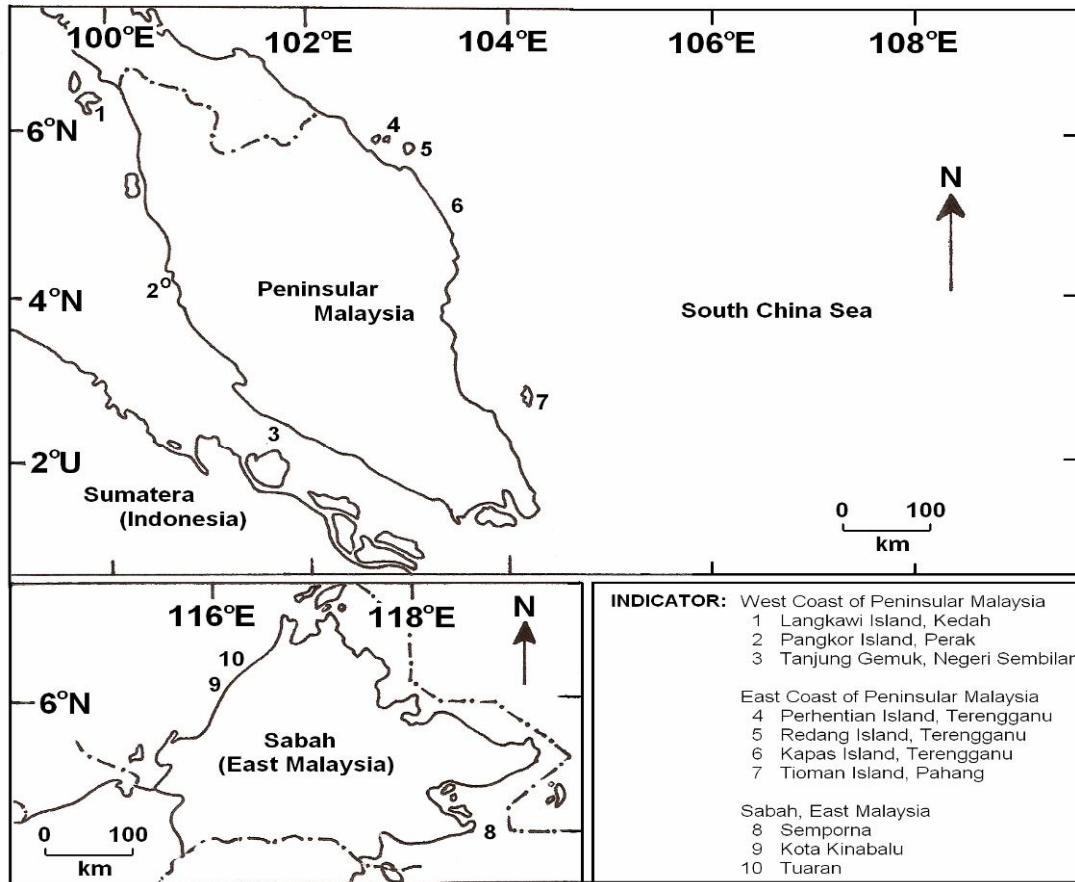 100°E 102°E 104°E 106°E 108°E
1
6°N
4
5
N
6
2°
4°N
Peninsular
Malaysia
South China Sea
7
3
2°U
Sumatera
(Indonesia)
0 100
km
116°E 118°E
N
10
9
6°N
Sabah
(East Malaysia)
0 100
km
8
INDICATOR: West Coast of Peninsular Malaysia
1 Langkawi Island, Kedah
2 Pangkor Island, Perak
3 Tanjung Gemuk, Negeri Sembilan
East Coast of Peninsular Malaysia
4 Perhentian Island, Terengganu
5 Redang Island, Terengganu
6 Kapas Island, Terengganu
7 Tioman Island, Pahang
Sabah, East Malaysia
8 Semporna
9 Kota Kinabalu
10 Tuaran